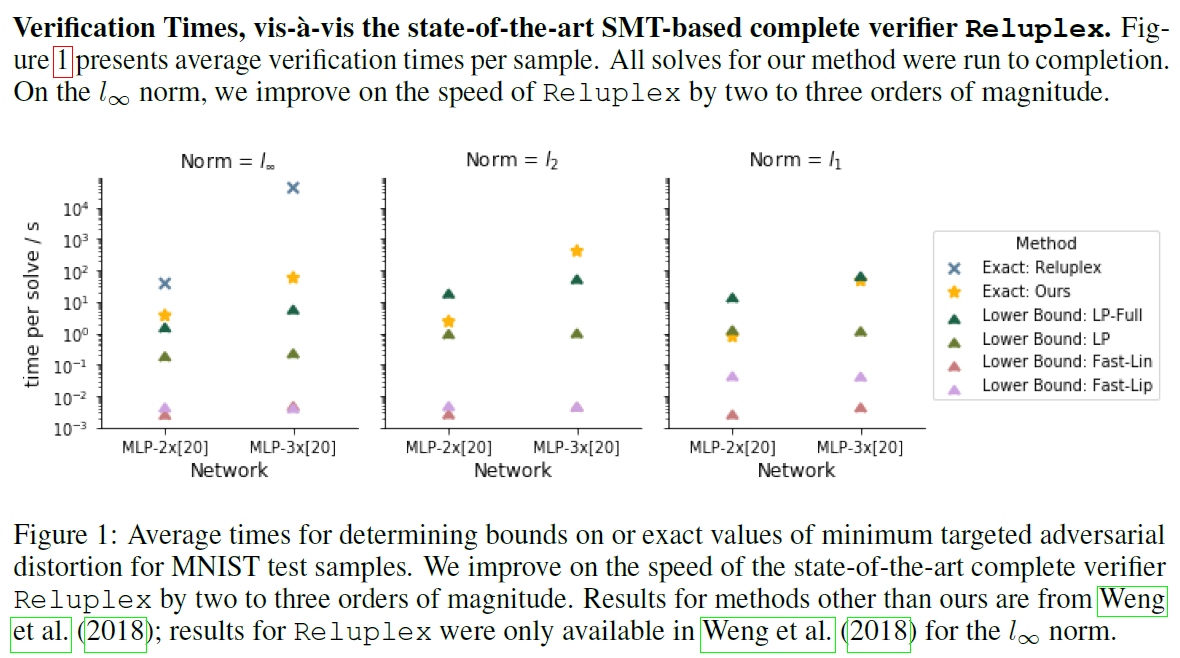 Verification Times, vis-à-vis the state-of-the-art SMT-based complete verifier Reluplex. Fig-
ure 1 presents average verification times per sample. All solves for our method were run to completion.
On the l∞ norm, we improve on the speed of Reluplex by two to three orders of magnitude.
Norm = l∞
Norm = l2
Norm = l1
time per solve / s
10⁴
10³
10²
10¹
10⁰
10⁻¹
10⁻²
10⁻³
MLP-2x[20]
MLP-3x[20]
MLP-2x[20]
MLP-3x[20]
MLP-2x[20]
MLP-3x[20]
Network
Network
Network
Method
Exact: Reluplex
Exact: Ours
Lower Bound: LP-Full
Lower Bound: LP
Lower Bound: Fast-Lin
Lower Bound: Fast-Lip
Figure 1: Average times for determining bounds on or exact values of minimum targeted adversarial
distortion for MNIST test samples. We improve on the speed of the state-of-the-art complete verifier
Reluplex by two to three orders of magnitude. Results for methods other than ours are from Weng
et al. (2018); results for Reluplex were only available in Weng et al. (2018) for the l∞ norm.